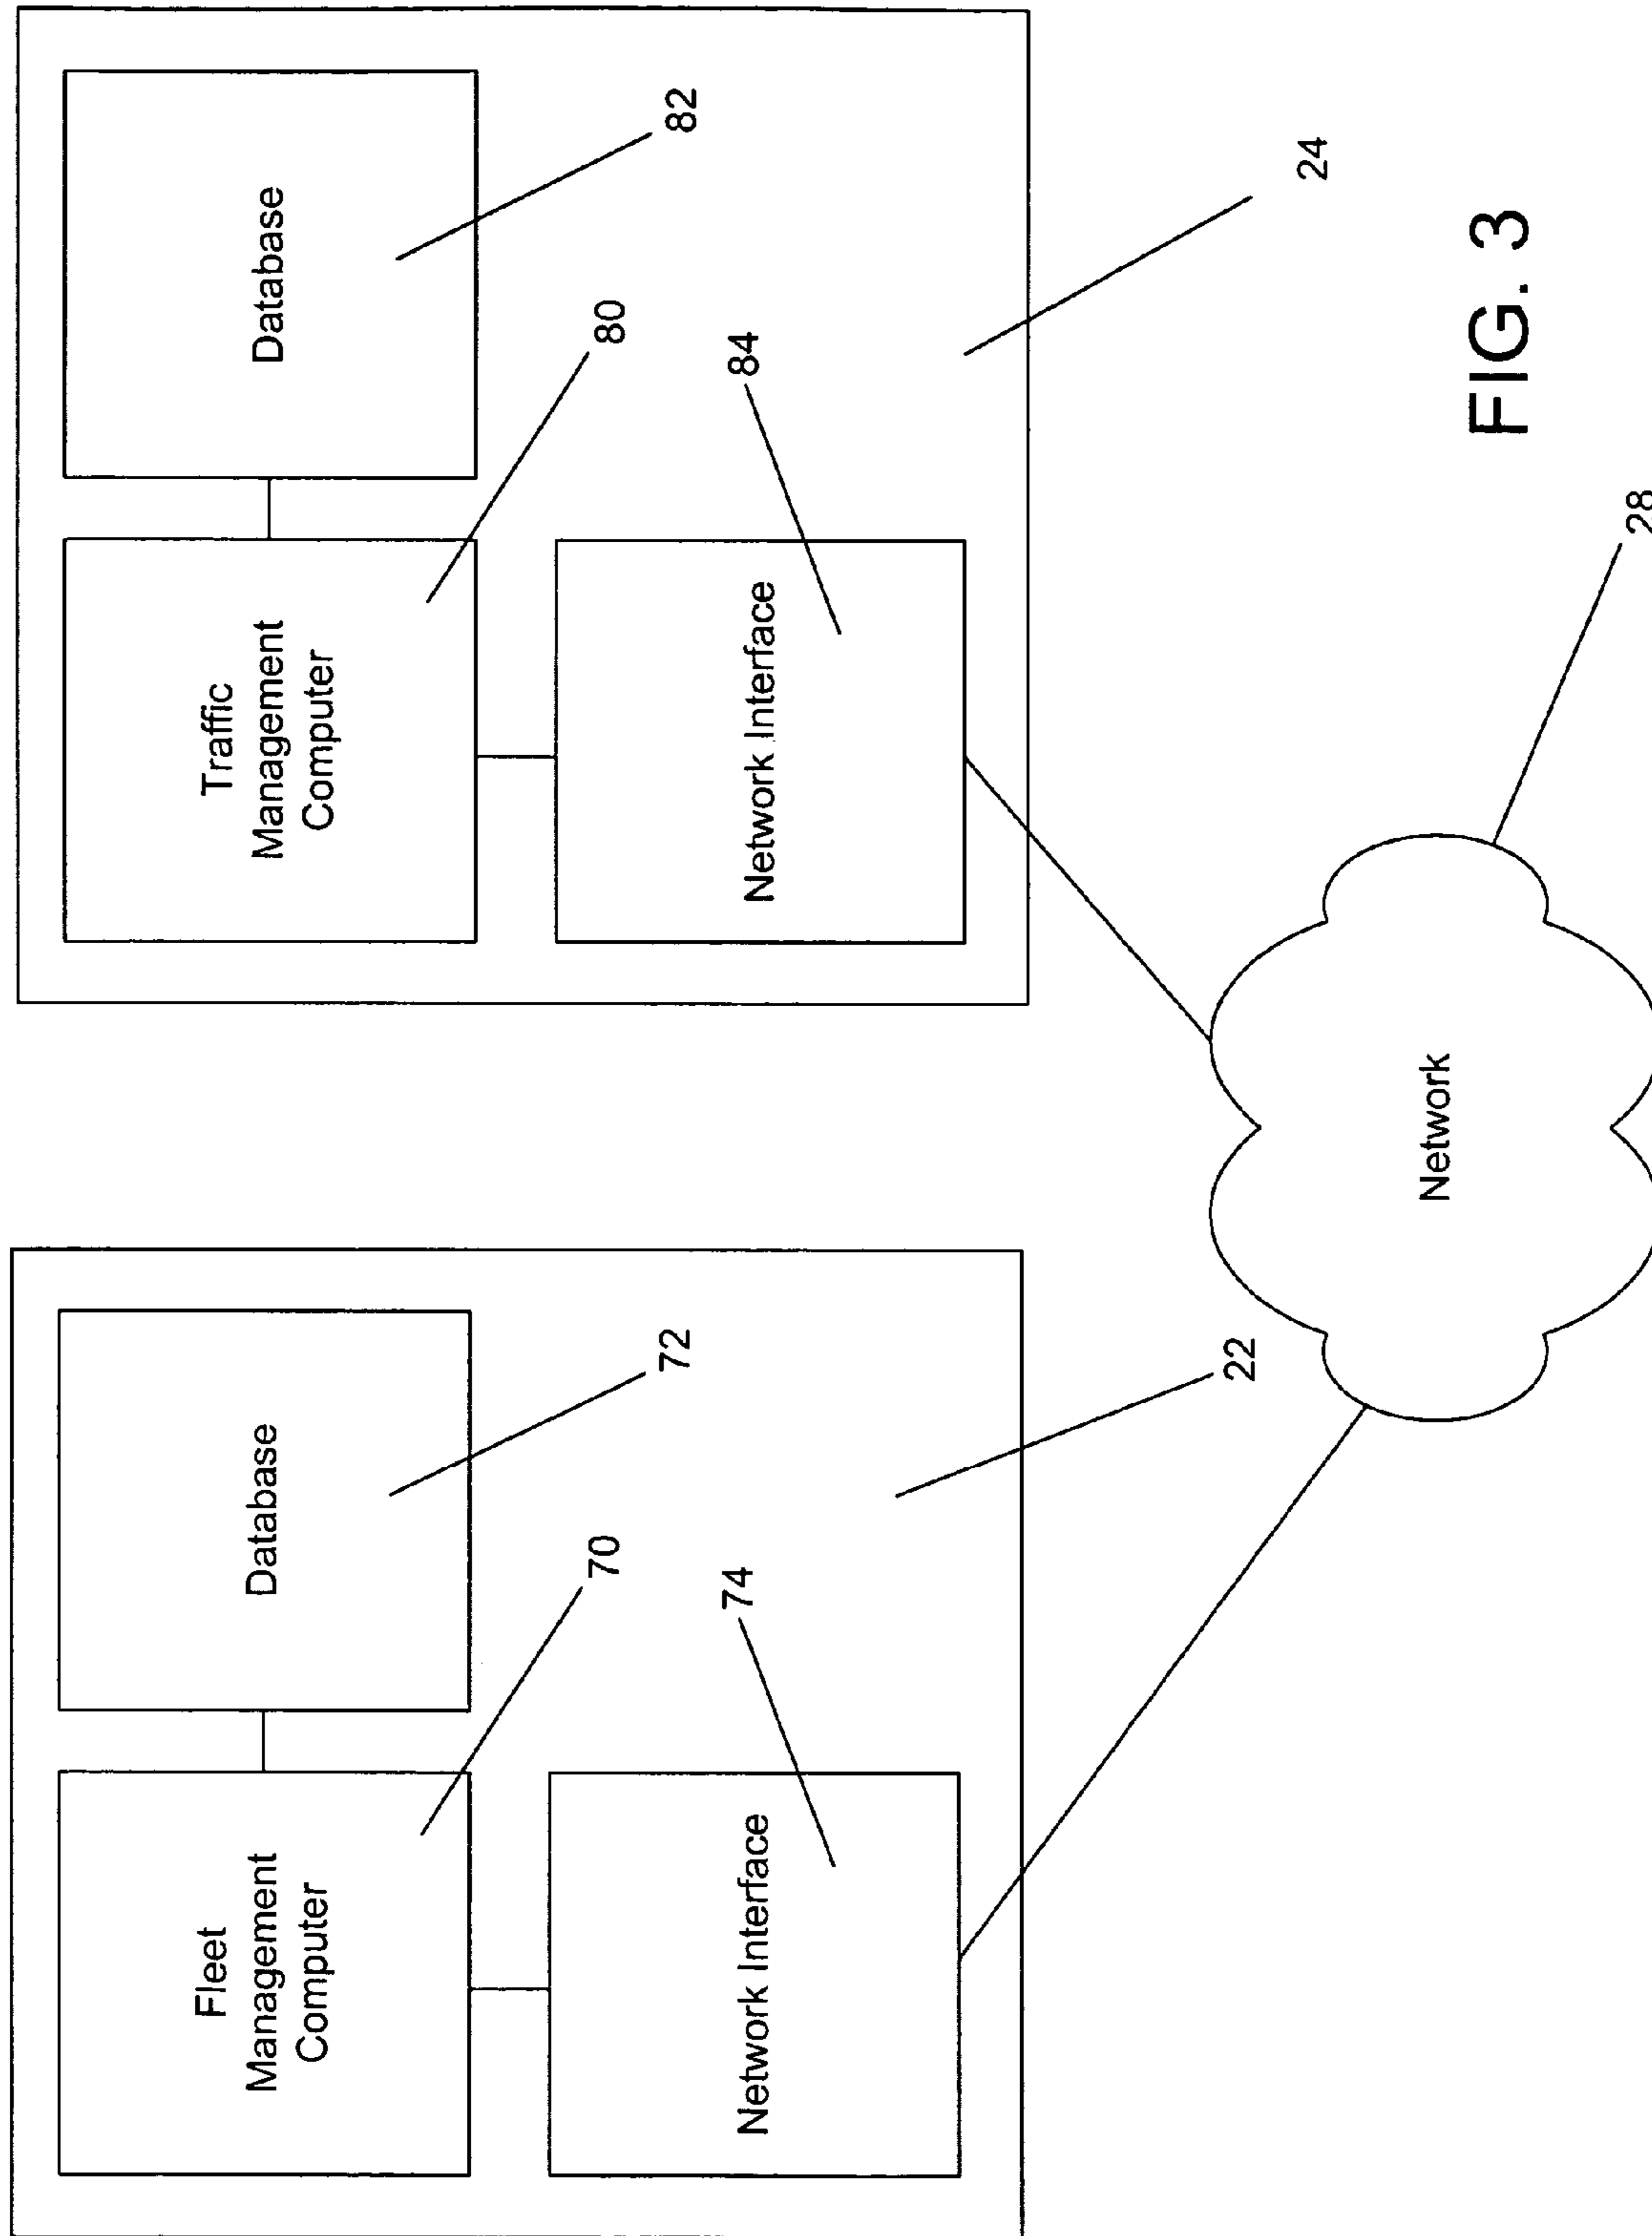 Fleet
Management
Computer
Database
70
72
Network Interface
74
22
Traffic
Management
Computer
Database
80
82
Network Interface
84
24
Network
28
FIG. 3